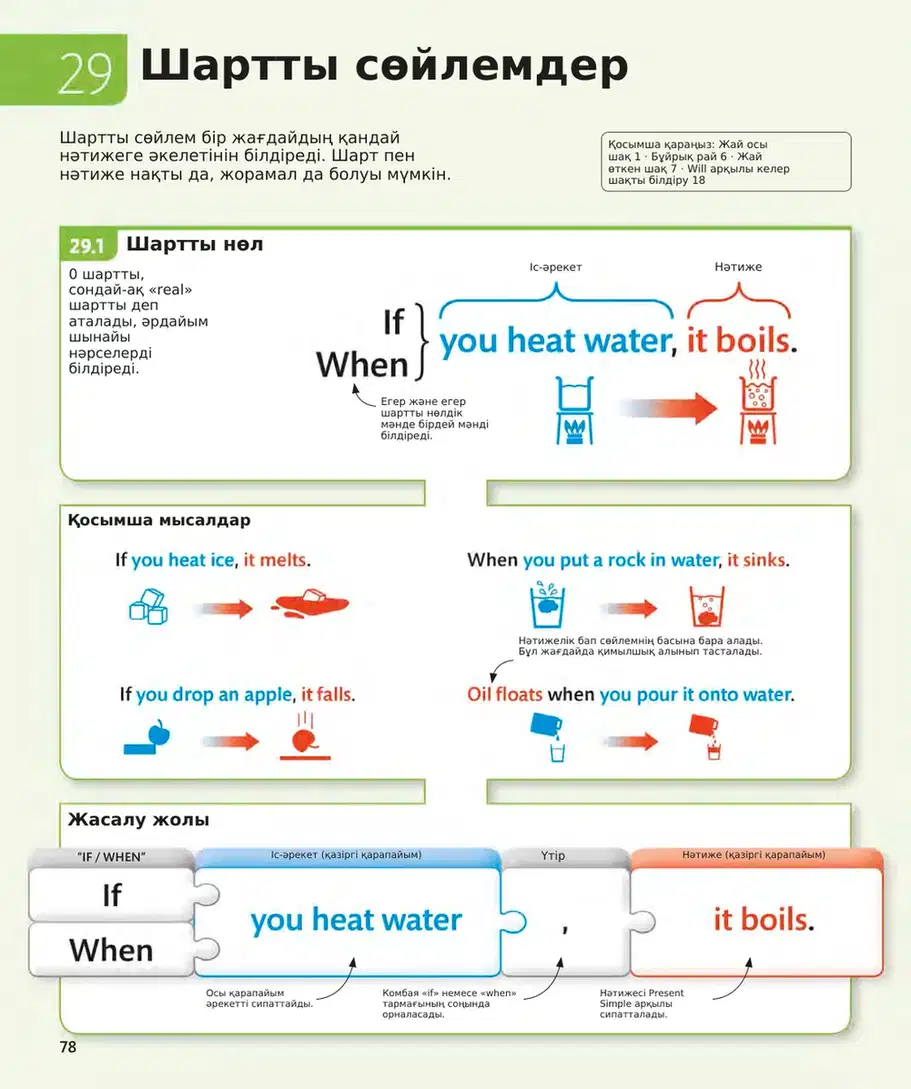 29
Шартты сөйлемдер
Шартты сөйлем бір жағдайдың қандай
нәтижеге әкелетінін білдіреді. Шарт пен
нәтиже нақты да, жорамал да болуы мүмкін.
Қосымша қараңыз: Жай осы
шақ 1 · Бұйрық рай 6 · Жай
өткен шақ 7 · Will арқылы келер
шақты білдіру 18
29.1 Шартты нөл
0 шартты,
сондай-ақ «real»
шартты деп
аталады, әрдайым
шынайы
нәрселерді
білдіреді.
Іс-әрекет
Нәтиже
If
When
you heat water, it boils.
Егер және егер
шартты нөлдік
мәнде бірдей мәнді
білдіреді.
Қосымша мысалдар
If you heat ice, it melts.
When you put a rock in water, it sinks.
Нәтижелік бап сөйлемнің басына бара алады.
Бұл жағдайда қимылшық алынып тасталады.
If you drop an apple, it falls.
Oil floats when you pour it onto water.
Жасалу жолы
"IF / WHEN"
Іс-әрекет (қазіргі қарапайым)
Үтір
Нәтиже (қазіргі қарапайым)
If
When
you heat water
,
it boils.
Осы қарапайым
әрекетті сипаттайды.
Комбая «if» немесе «when»
тармағының соңында
орналасады.
Нәтижесі Present
Simple арқылы
сипатталады.
78